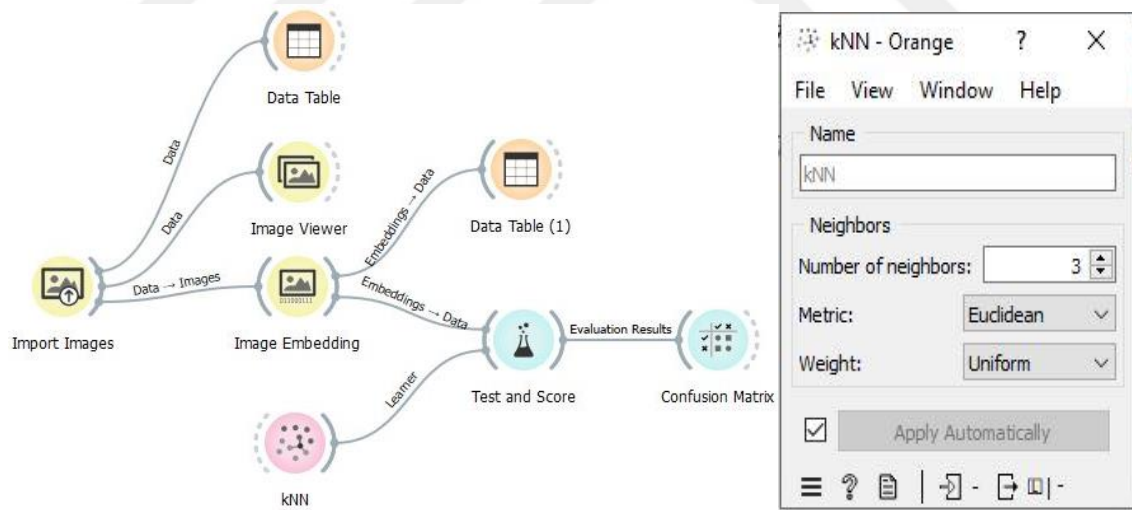 Data Table
Data
Image Viewer
Data
Data Table (1)
Embeddings → Data
Import Images
Data → Images
Image Embedding
Embeddings → Data
Test and Score
Evaluation Results
Confusion Matrix
Learner
kNN
kNN - Orange ? X
File View Window Help
Name
kNN
Neighbors
Number of neighbors: 3
Metric: Euclidean
Weight: Uniform
Apply Automatically